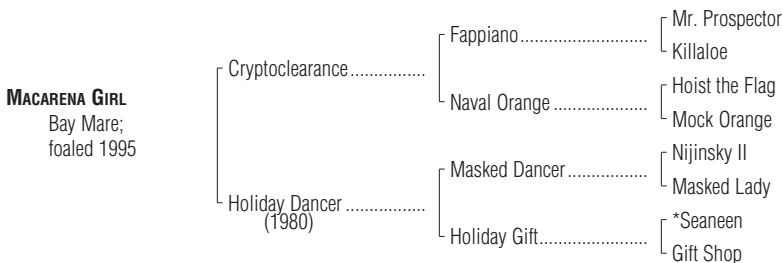 Mr. Prospector
Fappiano........................
Killaloe
Cryptoclearance................
Hoist the Flag
Naval Orange ..................
Mock Orange
MACARENA GIRL
Bay Mare;
foaled 1995
Nijinsky II
Masked Dancer...............
Masked Lady
Holiday Dancer .................
(1980)
*Seaneen
Holiday Gift.....................
Gift Shop